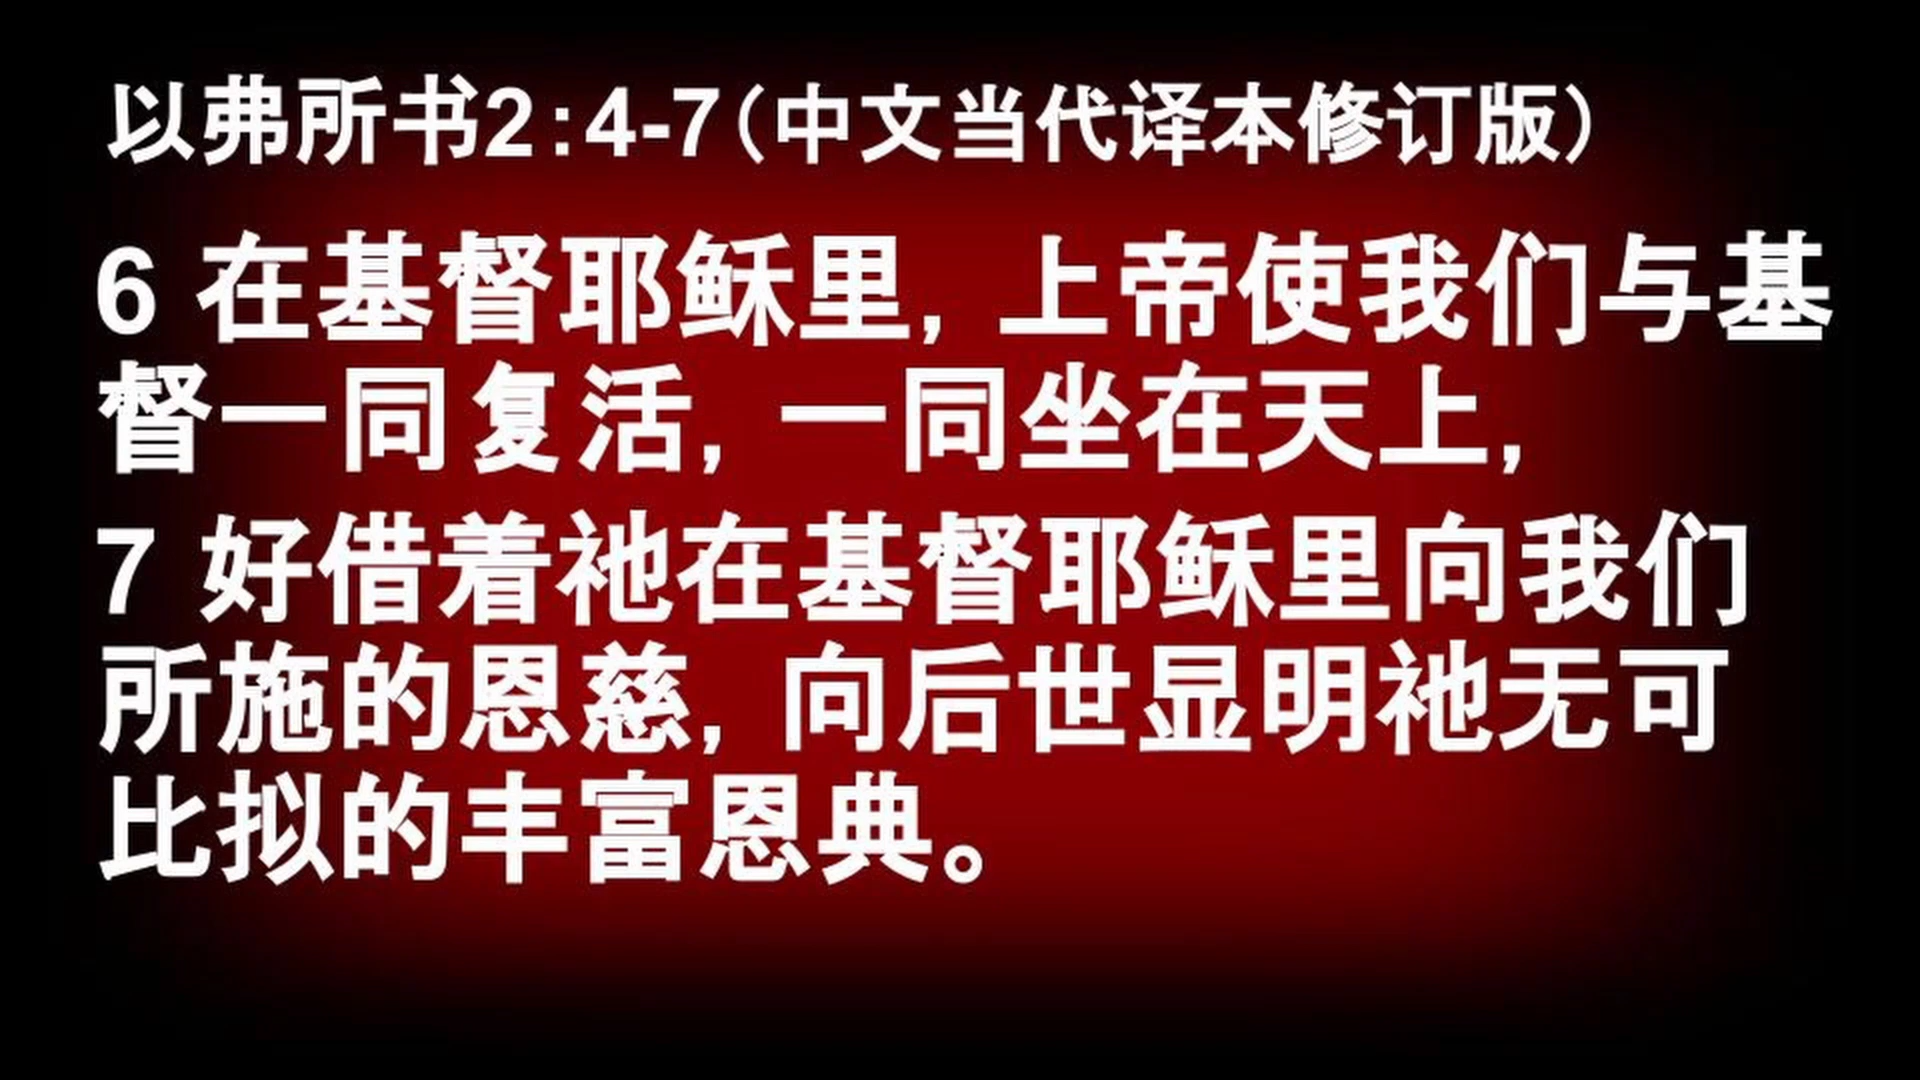 以弗所书2:4-7(中文当代译本修订版)
6 在基督耶稣里，上帝使我们与基
督一同复活，一同坐在天上，
7 好借着祂在基督耶稣里向我们
所施的恩慈，向后世显明祂无可
比拟的丰富恩典。